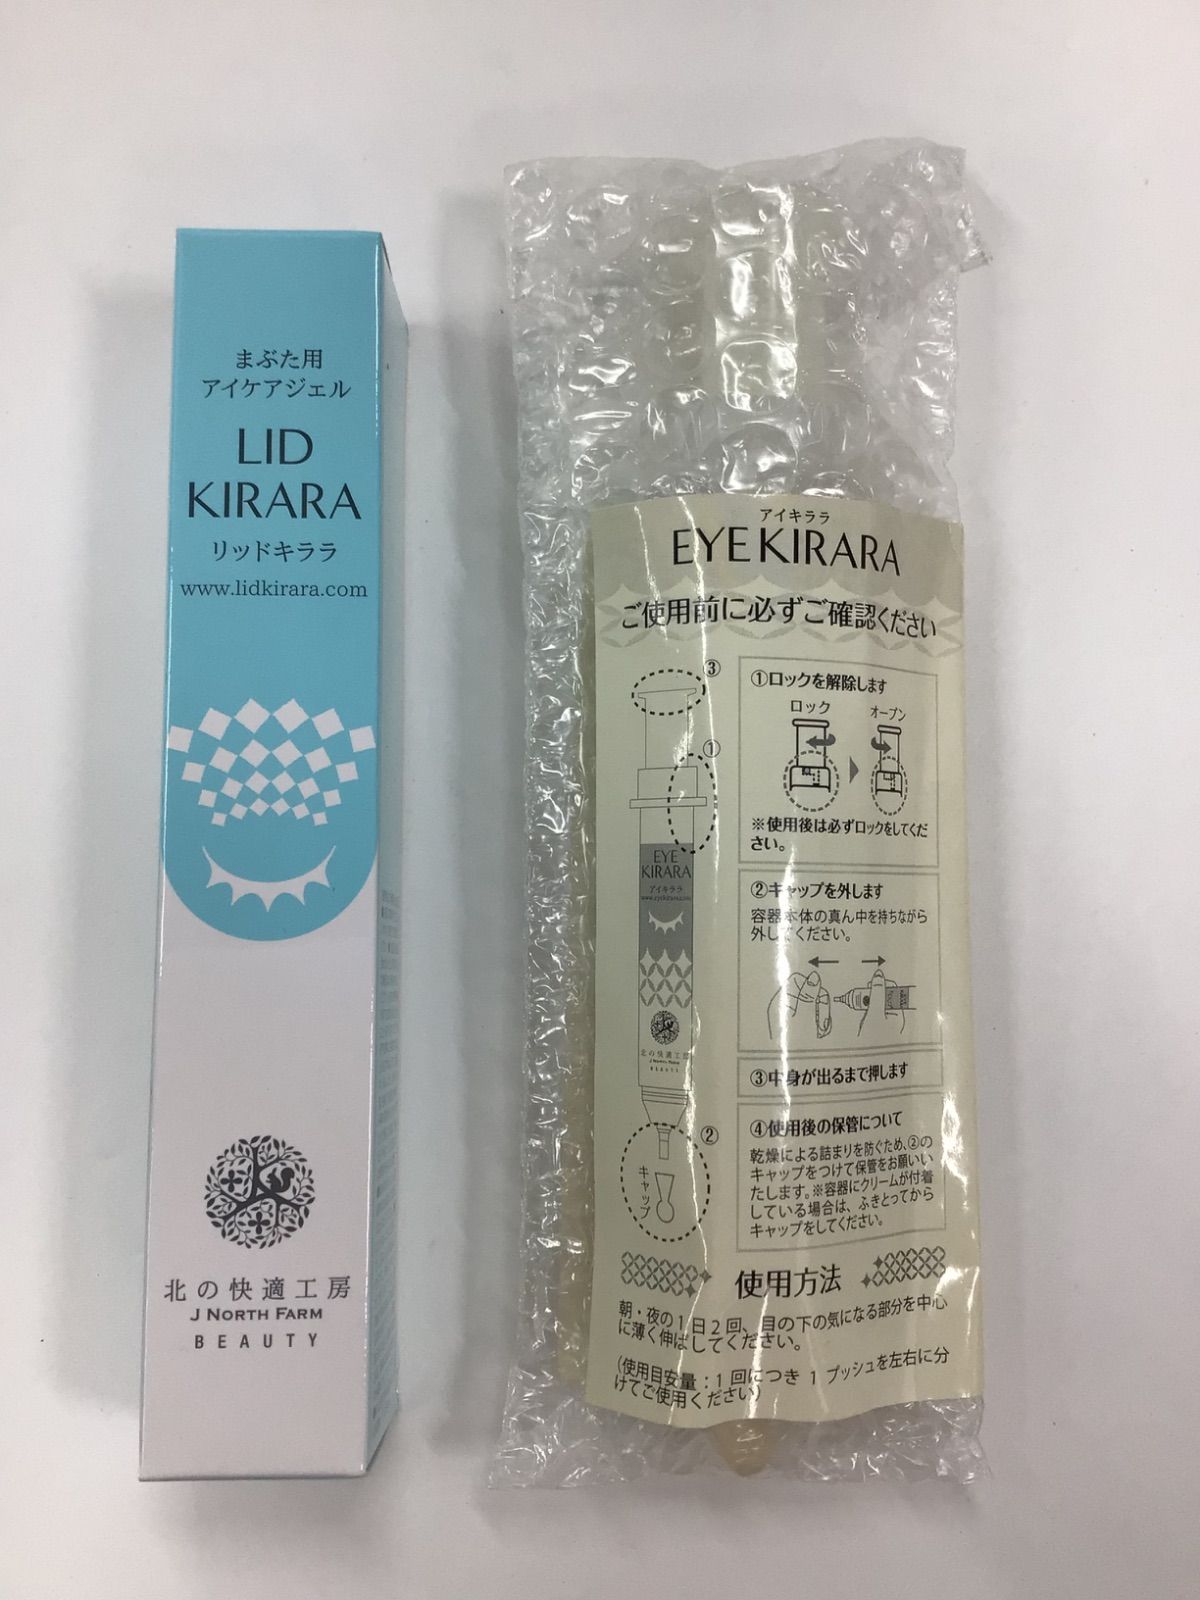 まぶた用
アイケアジェル
LID
KIRARA
リッドキララ
www.lidkirara.com
北の快適工房
J NORTH FARM
BEAUTY
アイキララ
EYEKIRARA
ご使用前に必ずご確認ください
③
①
EYE
KIRARA
アイキララ
www.eyekirara.com
北の快適工房
J NORTH FARM
BEAUTY
②
キャップ
①ロックを解除します
ロック
オープン
※使用後は必ずロックをしてくだ
さい。
②キャップを外します
容器本体の真ん中を持ちながら
外してください。
③中身が出るまで押します
④使用後の保管について
乾燥による詰まりを防ぐため、②の
キャップをつけて保管をお願いい
たします。※容器にクリームが付着
している場合は、ふきとってから
キャップをしてください。
使用方法
朝・夜の1日2回、目の下の気になる部分を中心
に薄く伸ばしてください。
(使用目安量：1回につき1プッシュを左右に分
けてご使用ください)